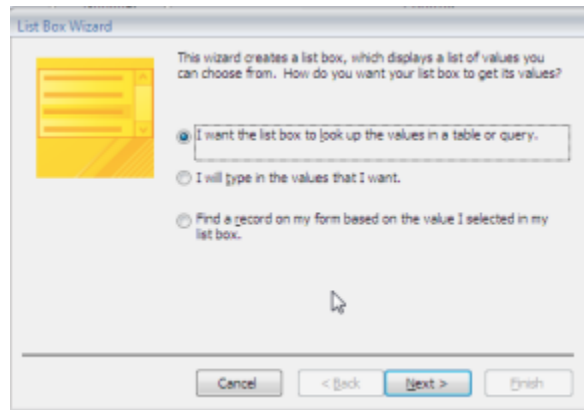 List Box Wizard
This wizard creates a list box, which displays a list of values you
can choose from. How do you want your list box to get its values?
I want the list box to look up the values in a table or query.
I will type in the values that I want.
Find a record on my form based on the value I selected in my
list box.
Cancel
< Back
Next >
Finish